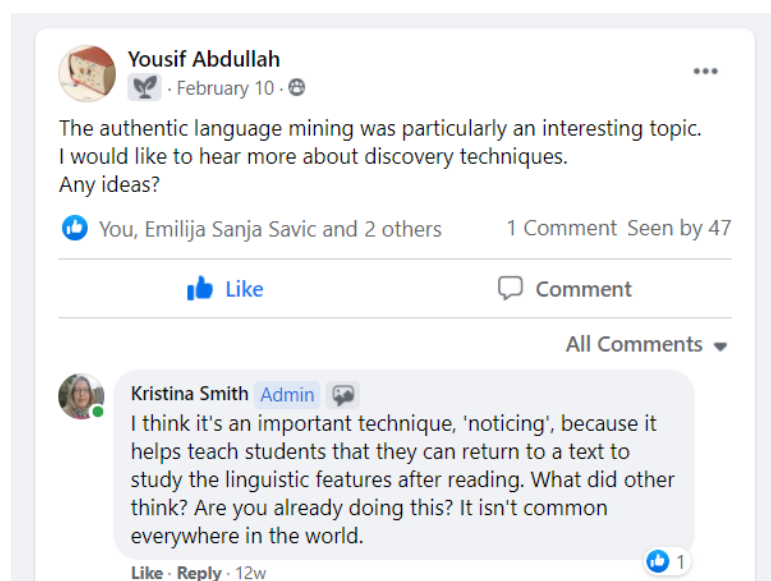 Yousif Abdullah
· February 10 ·
The authentic language mining was particularly an interesting topic.
I would like to hear more about discovery techniques.
Any ideas?
You, Emilija Sanja Savic and 2 others 1 Comment Seen by 47
Like Comment
All Comments
Kristina Smith Admin
I think it's an important technique, 'noticing', because it
helps teach students that they can return to a text to
study the linguistic features after reading. What did other
think? Are you already doing this? It isn't common
everywhere in the world.
1
Like · Reply · 12w